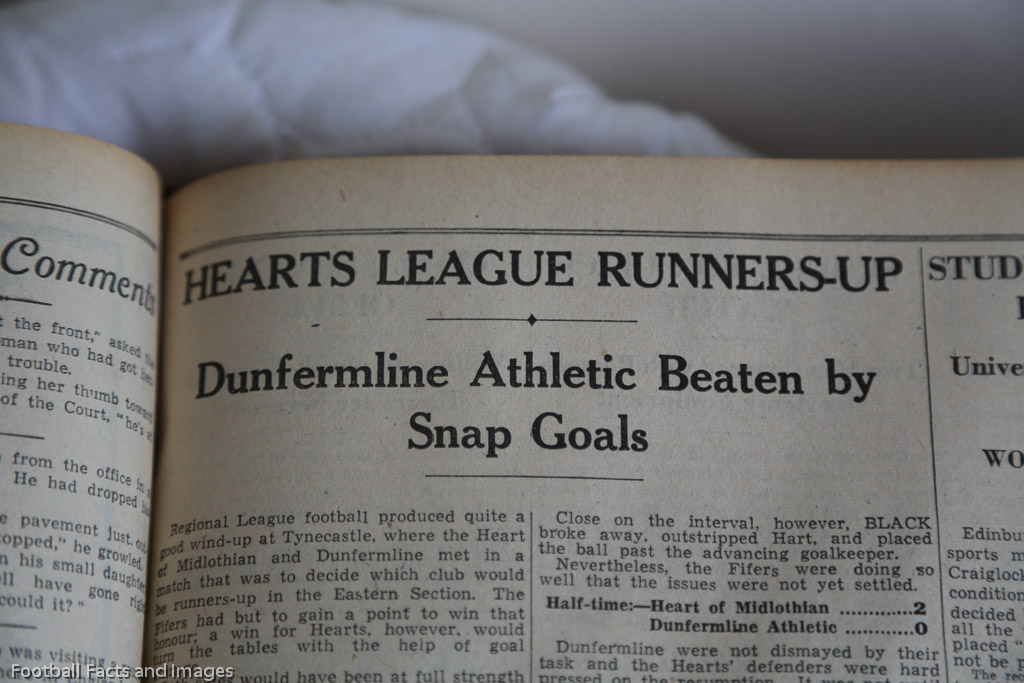 Comments
t the front," asked
man who had got
trouble.
ing her thumb
of the Court, "he's
from the office in
He had dropped
pavement just
opped," he growled.
his small
have gone
could it?"
was visiting
HEARTS LEAGUE RUNNERS-UP
Dunfermline Athletic Beaten by
Snap Goals
Regional League football produced quite a
good wind-up at Tynecastle, where the Heart
of Midlothian and Dunfermline met in a
match that was to decide which club would
be runners-up in the Eastern Section. The
Fifers had but to gain a point to win that
honour; a win for Hearts, however, would
turn the tables with the help of goal
would have been at full strength
Close on the interval, however, BLACK
broke away, outstripped Hart, and placed
the ball past the advancing goalkeeper.
Nevertheless, the Fifers were doing so
well that the issues were not yet settled.
Half-time:—Heart of Midlothian ............2
Dunfermline Athletic ...........0
Dunfermline were not dismayed by their
task and the Hearts' defenders were hard
pressed on the resumption. It was not until
STUD
Unive
WO
Edinbu
sports m
Craiglock
condition
decided
all the
placed "
not be p
The rec
Football Facts and Images